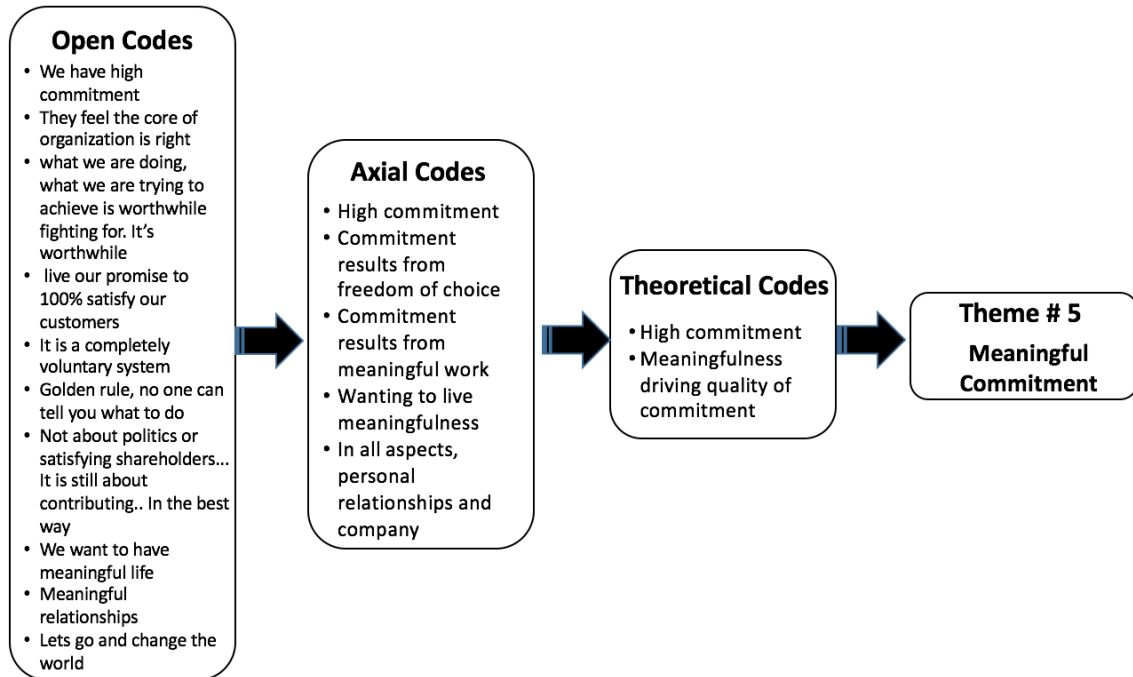 Open Codes
• We have high
commitment
• They feel the core of
organization is right
• what we are doing,
what we are trying to
achieve is worthwhile
fighting for. It’s
worthwhile
• live our promise to
100% satisfy our
customers
• It is a completely
voluntary system
• Golden rule, no one can
tell you what to do
• Not about politics or
satisfying shareholders...
It is still about
contributing.. In the best
way
• We want to have
meaningful life
• Meaningful
relationships
• Lets go and change the
world
Axial Codes
• High commitment
• Commitment
results from
freedom of choice
• Commitment
results from
meaningful work
• Wanting to live
meaningfulness
• In all aspects,
personal
relationships and
company
Theoretical Codes
• High commitment
• Meaningfulness
driving quality of
commitment
Theme # 5
Meaningful
Commitment